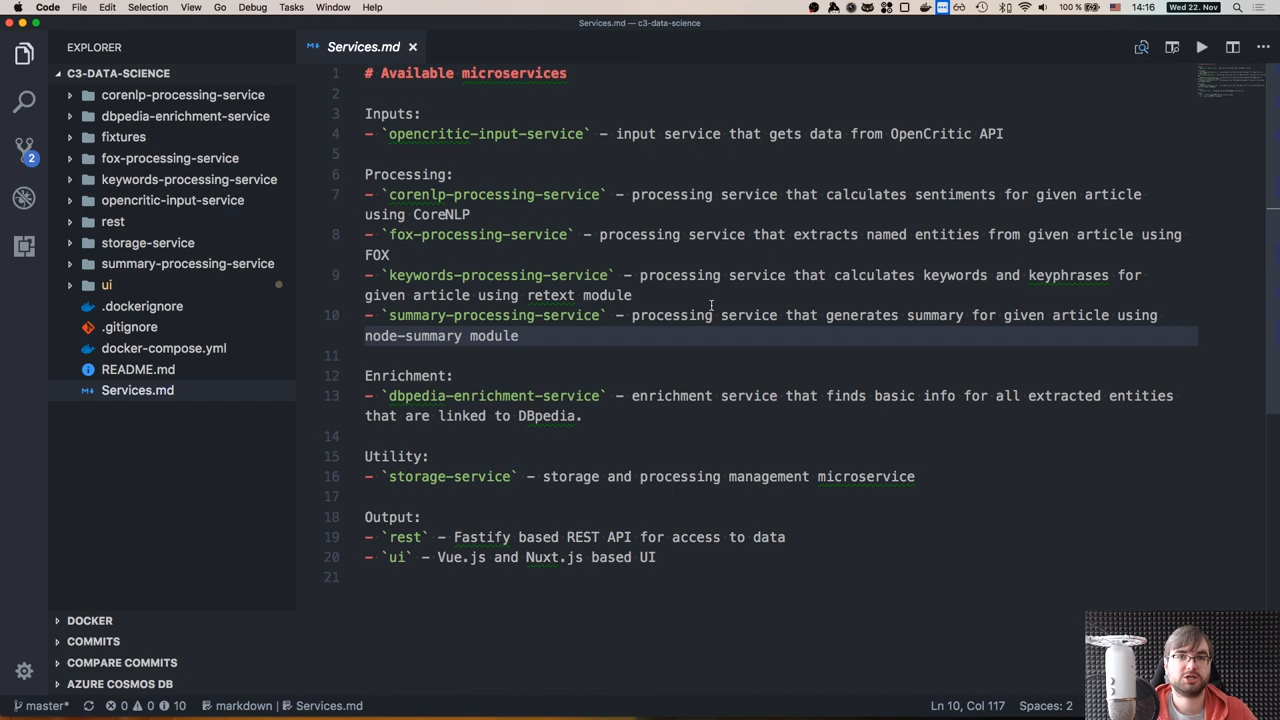 Code File Edit Selection View Go Debug Tasks Window Help 100 % 14:16 Wed 22. Nov
Services.md — c3-data-science
EXPLORER
Services.md
C3-DATA-SCIENCE
corenlp-processing-service
dbpedia-enrichment-service
fixtures
fox-processing-service
2
keywords-processing-service
opencritic-input-service
rest
storage-service
summary-processing-service
ui
.dockerignore
.gitignore
docker-compose.yml
README.md
Services.md
DOCKER
COMMITS
COMPARE COMMITS
AZURE COSMOS DB
1 # Available microservices
2
3 Inputs:
4 - `opencritic-input-service` - input service that gets data from OpenCritic API
5
6 Processing:
7 - `corenlp-processing-service` - processing service that calculates sentiments for given article
using CoreNLP
8 - `fox-processing-service` - processing service that extracts named entities from given article using
FOX
9 - `keywords-processing-service` - processing service that calculates keywords and keyphrases for
given article using retext module
10 - `summary-processing-service` - processing service that generates summary for given article using
node-summary module
11
12 Enrichment:
13 - `dbpedia-enrichment-service` - enrichment service that finds basic info for all extracted entities
that are linked to DBpedia.
14
15 Utility:
16 - `storage-service` - storage and processing management microservice
17
18 Output:
19 - `rest` - Fastify based REST API for access to data
20 - `ui` - Vue.js and Nuxt.js based UI
21
master* 0 0 10 markdown Services.md Ln 10, Col 117 Spaces: 2